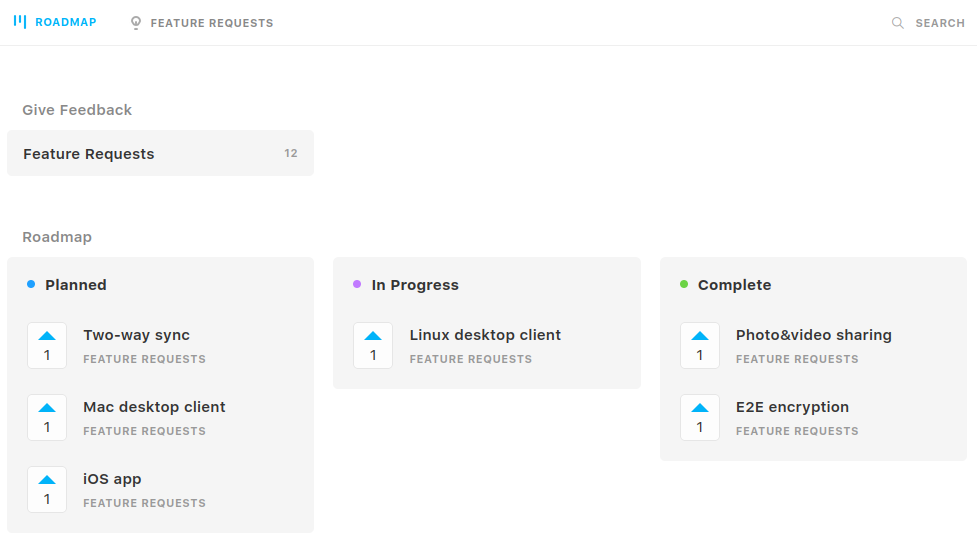 ROADMAP
FEATURE REQUESTS
SEARCH
Give Feedback
Feature Requests 12
Roadmap
Planned
1
Two-way sync
FEATURE REQUESTS
1
Mac desktop client
FEATURE REQUESTS
1
iOS app
FEATURE REQUESTS
In Progress
1
Linux desktop client
FEATURE REQUESTS
Complete
1
Photo&video sharing
FEATURE REQUESTS
1
E2E encryption
FEATURE REQUESTS